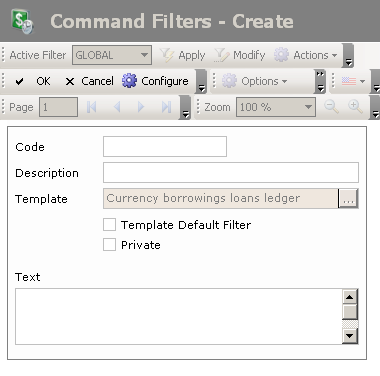 Command Filters - Create
Active Filter GLOBAL Apply Modify Actions
OK Cancel Configure Options
Page 1 Zoom 100 %
Code
Description
Template Currency borrowings loans ledger ...
Template Default Filter
Private
Text